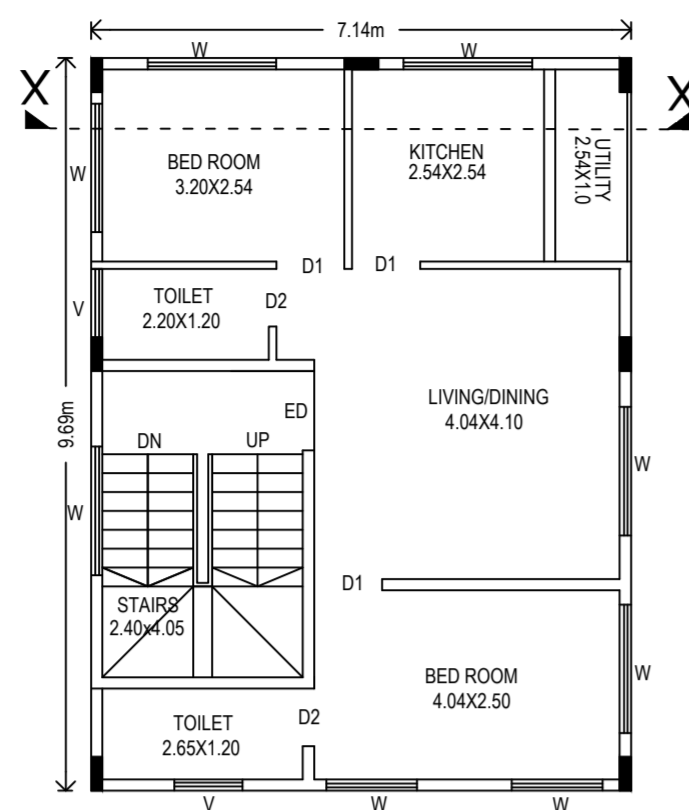 7.14m
W
W
X
X
BED ROOM
3.20X2.54
KITCHEN
2.54X2.54
UTILITY
2.54X1.0
W
D1
D1
V
TOILET
2.20X1.20
D2
9.69m
LIVING/DINING
4.04X4.10
ED
DN
UP
W
W
D1
STAIRS
2.40x4.05
BED ROOM
4.04X2.50
W
TOILET
2.65X1.20
D2
V
W
W